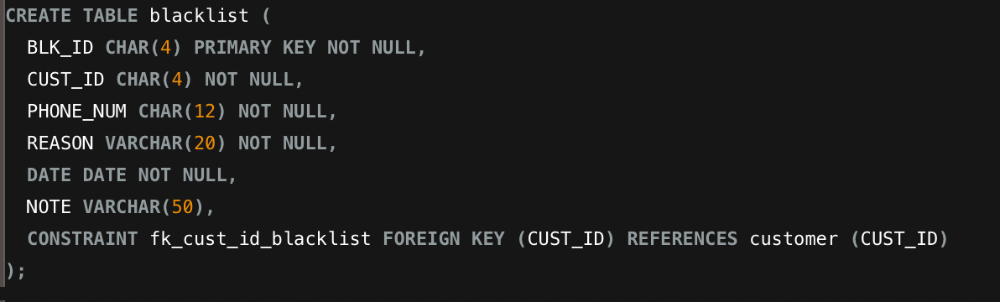 CREATE TABLE blacklist (
BLK_ID CHAR(4) PRIMARY KEY NOT NULL,
CUST_ID CHAR(4) NOT NULL,
PHONE_NUM CHAR(12) NOT NULL,
REASON VARCHAR(20) NOT NULL,
DATE DATE NOT NULL,
NOTE VARCHAR(50),
CONSTRAINT fk_cust_id_blacklist FOREIGN KEY (CUST_ID) REFERENCES customer (CUST_ID)
);